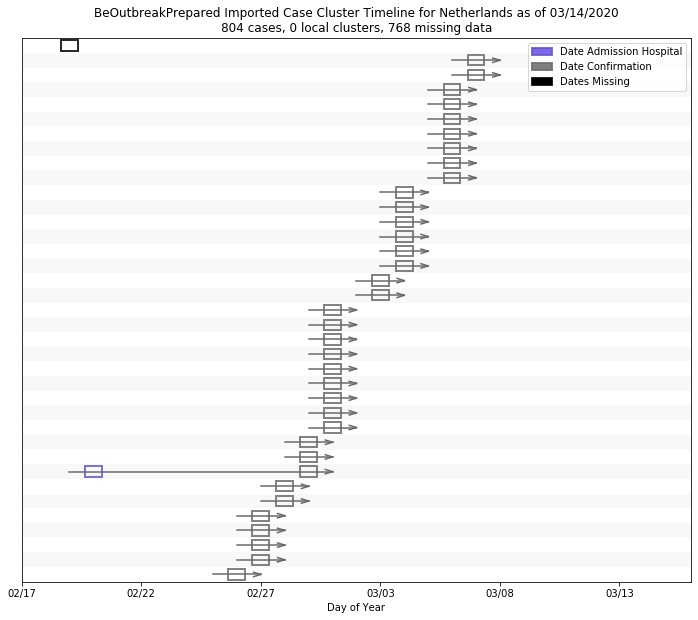 BeOutbreakPrepared Imported Case Cluster Timeline for Netherlands as of 03/14/2020
804 cases, 0 local clusters, 768 missing data
Date Admission Hospital
Date Confirmation
Dates Missing
02/17 02/22 02/27 03/03 03/08 03/13
Day of Year